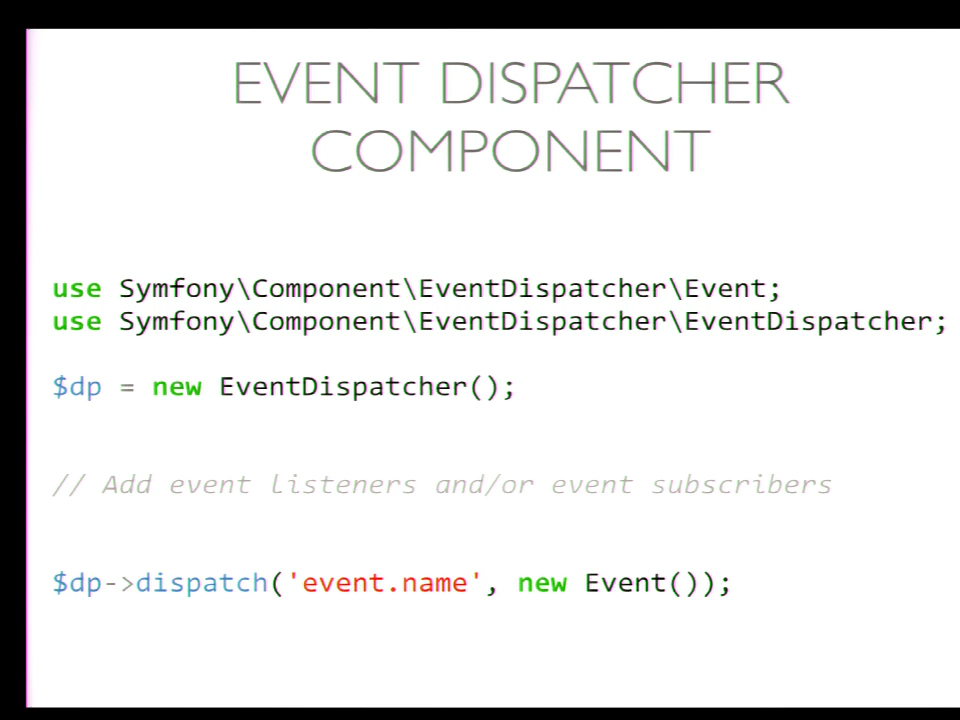 EVENT DISPATCHER
COMPONENT
use Symfony\Component\EventDispatcher\Event;
use Symfony\Component\EventDispatcher\EventDispatcher;
$dp = new EventDispatcher();
// Add event listeners and/or event subscribers
$dp->dispatch('event.name', new Event());